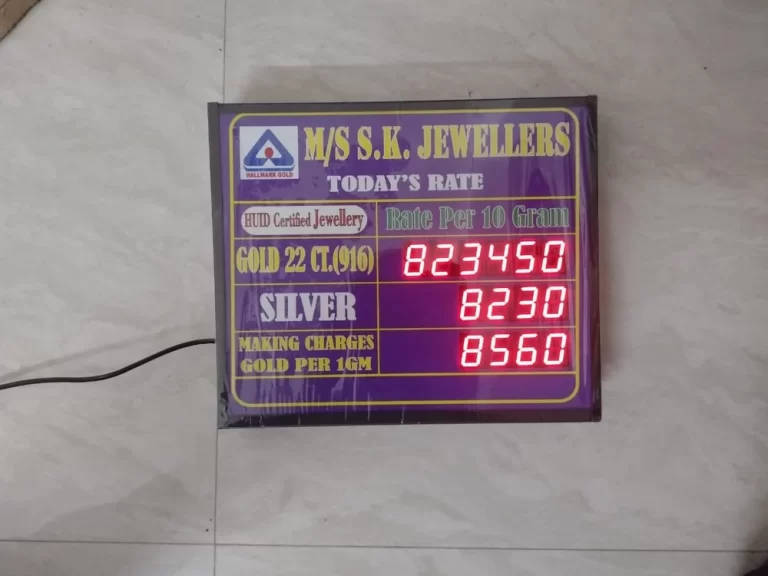 HALLMARK GOLD
M/S S.K. JEWELLERS
TODAY'S RATE
HUID Certified Jewellery Rate Per 10 Gram
GOLD 22 CT.(916) 823450
SILVER 8230
MAKING CHARGES
GOLD PER 1GM 8560